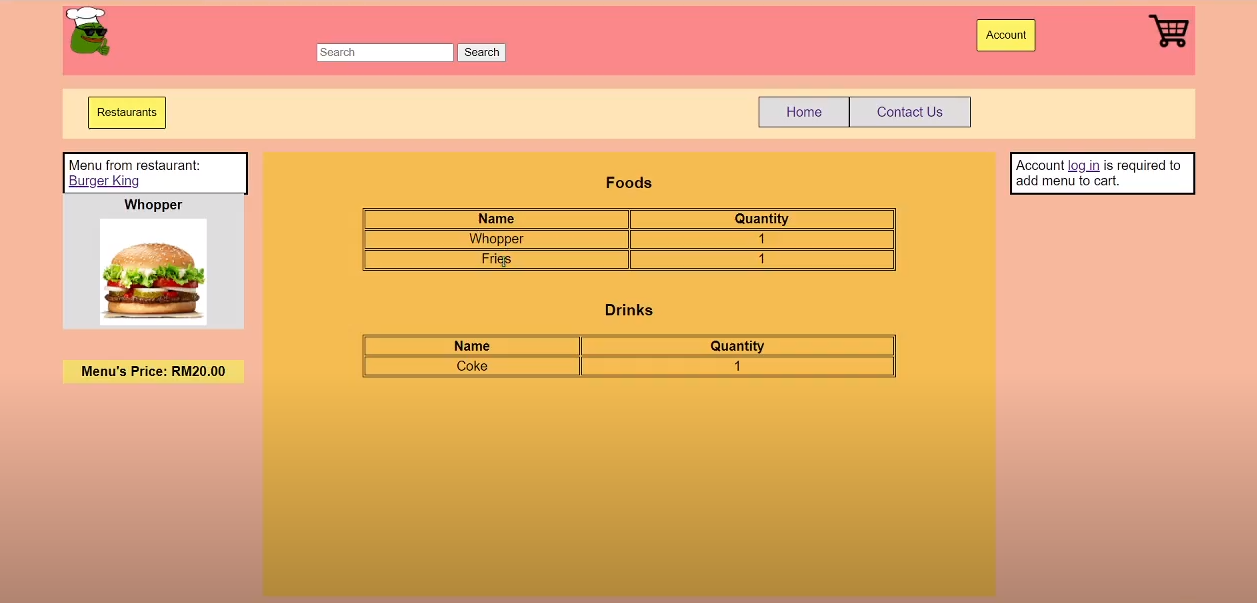 Search
Search
Account
Restaurants
Home
Contact Us
Menu from restaurant:
Burger King
Whopper
Menu's Price: RM20.00
Foods
Name Quantity
Whopper 1
Fries 1
Drinks
Name Quantity
Coke 1
Account log in is required to
add menu to cart.